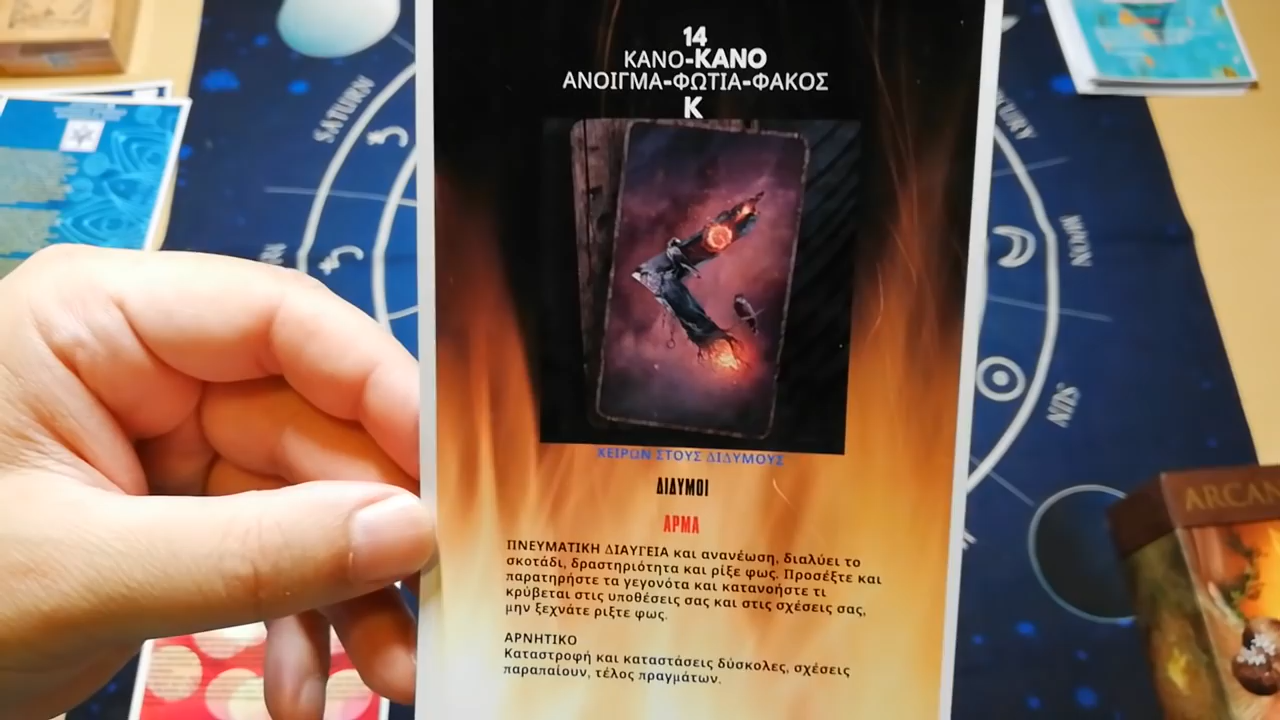 14
ΚΑΝΟ-ΚΑΝΟ
ΑΝΟΙΓΜΑ-ΦΩΤΙΑ-ΦΑΚΟΣ
Κ
ΧΕΙΡΩΝ ΣΤΟΥΣ ΔΙΔΥΜΟΥΣ
ΔΙΔΥΜΟΙ
ΑΡΜΑ
ΠΝΕΥΜΑΤΙΚΗ ΔΙΑΥΓΕΙΑ και ανανέωση, διαλύει το
σκοτάδι, δραστηριότητα και ρίξε φως. Προσέξτε και
παρατηρήστε τα γεγονότα και κατανοήστε τι
κρύβεται στις υποθέσεις σας και στις σχέσεις σας,
μην ξεχνάτε ριξτε φως.
ΑΡΝΗΤΙΚΟ
Καταστροφή και καταστάσεις δύσκολες, σχέσεις
παραπαίουν, τέλος πραγμάτων.
SATURN
MOON
SUN